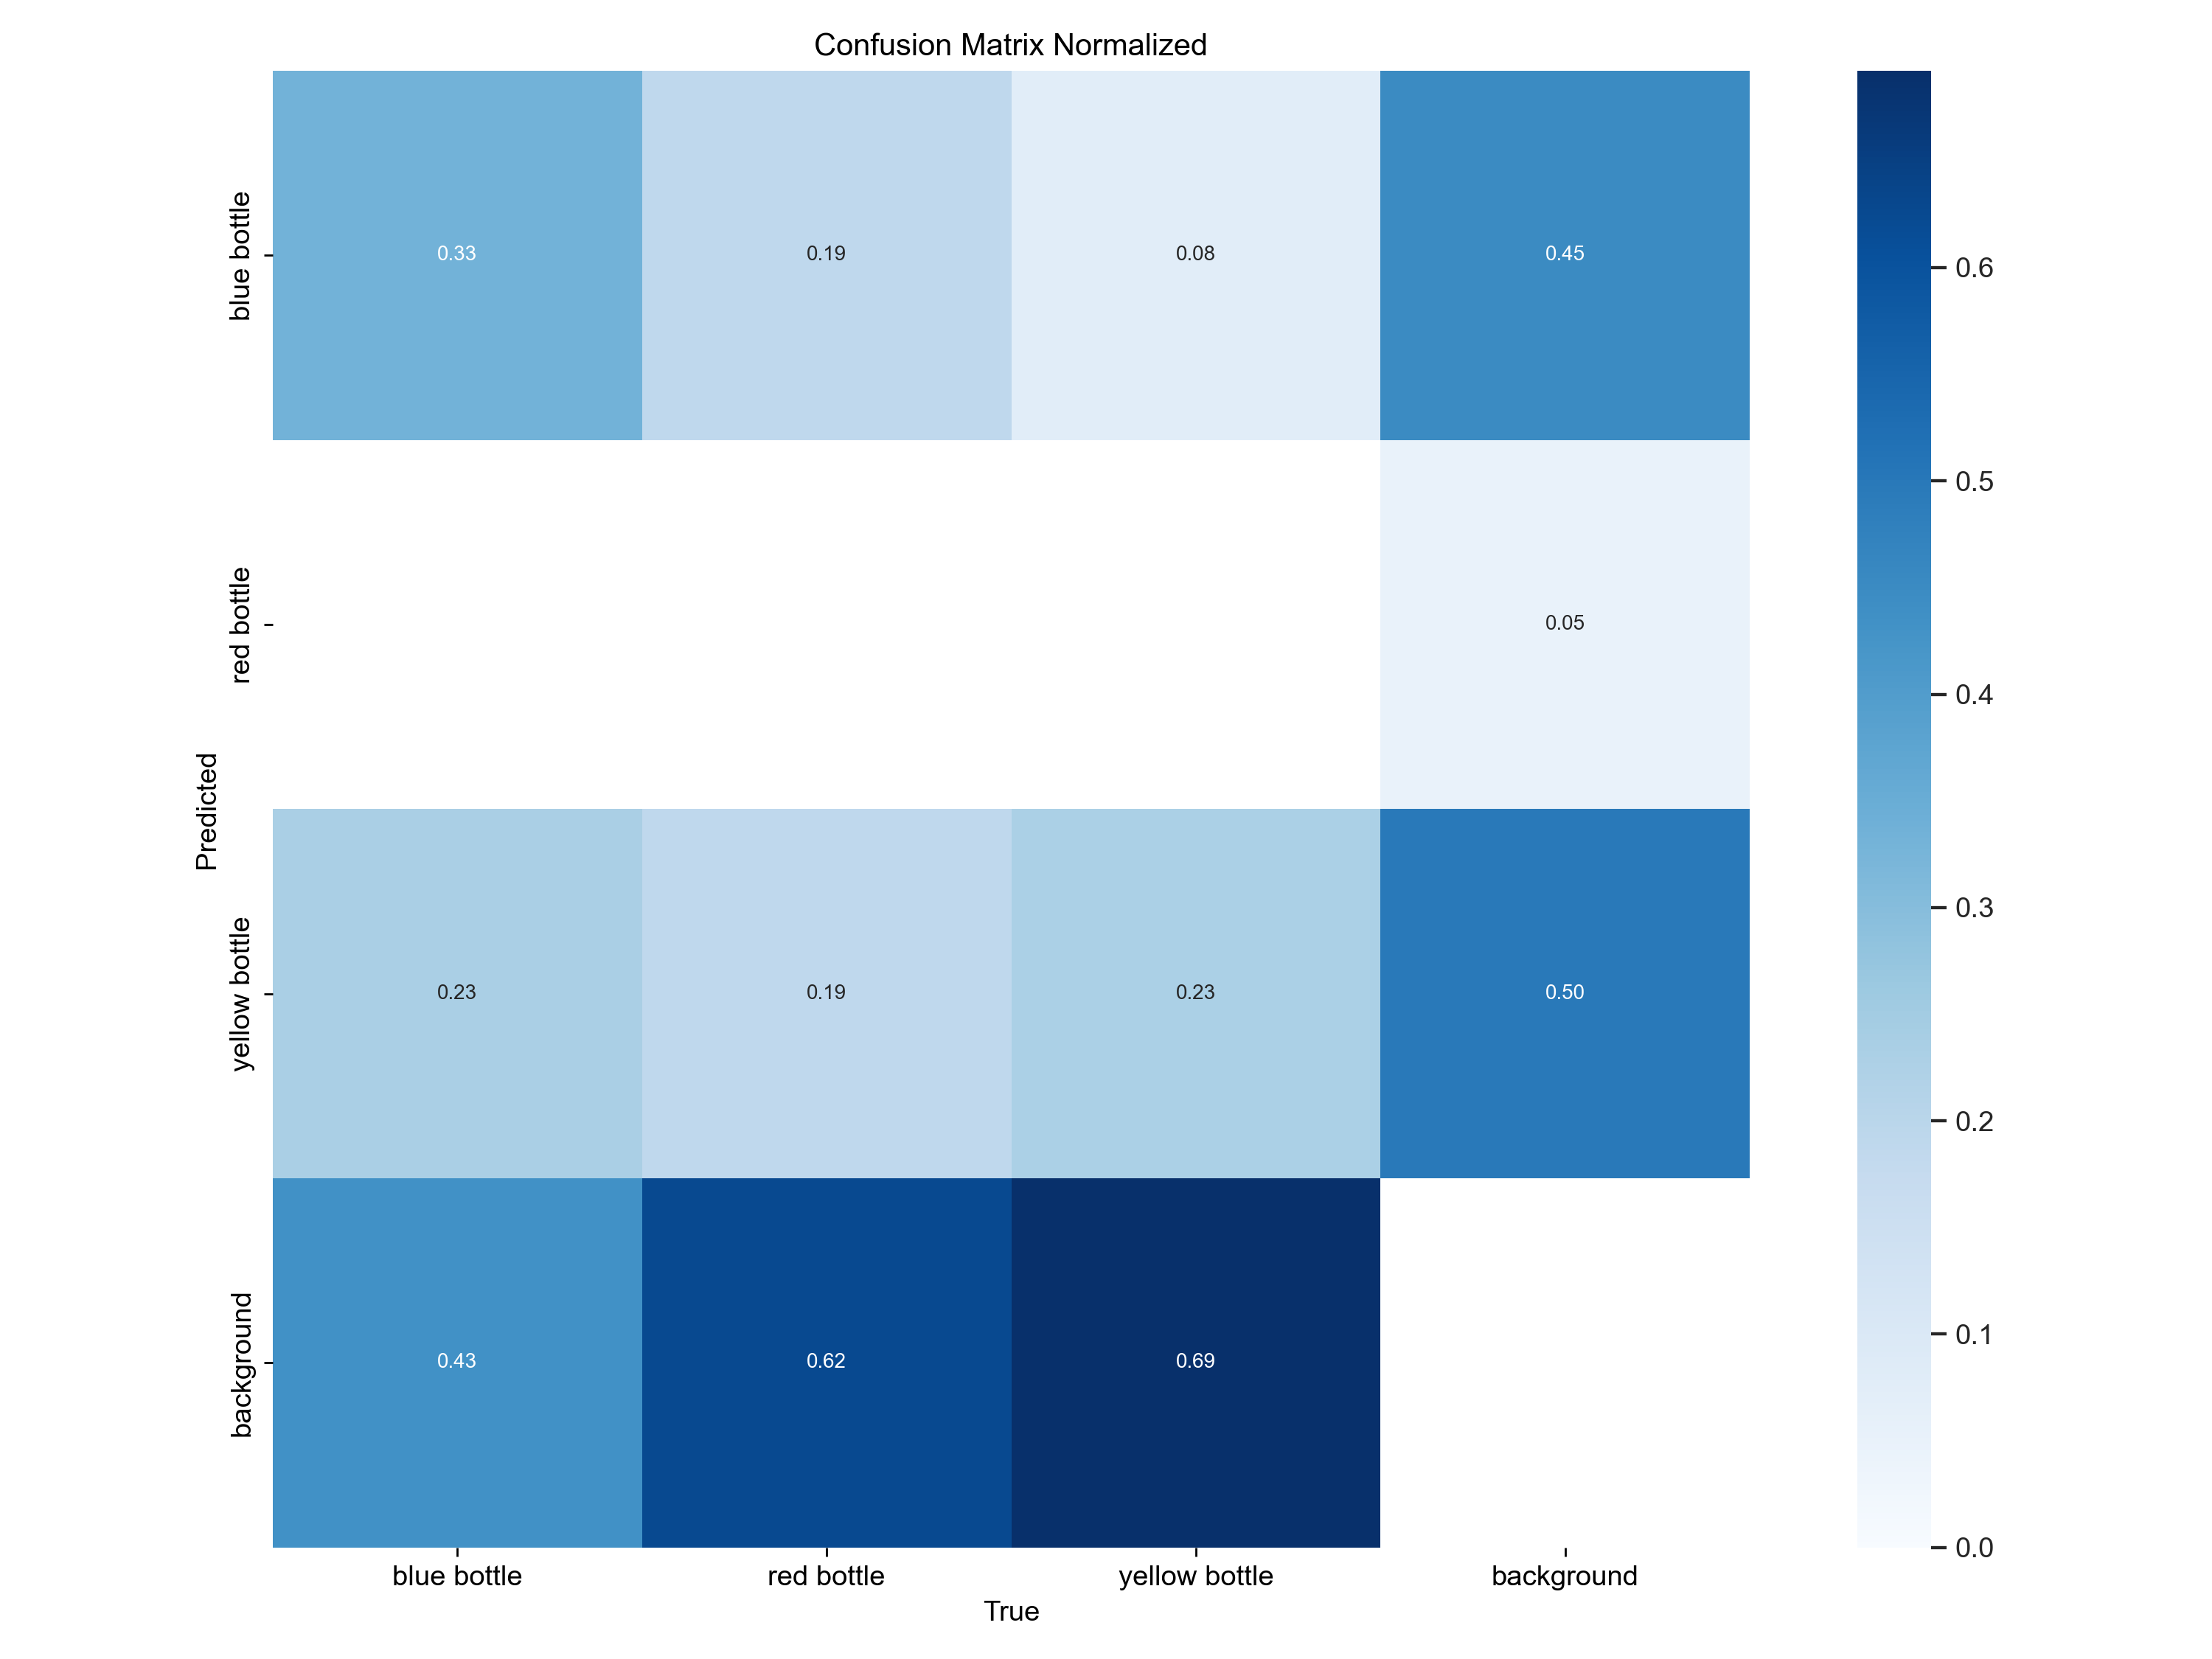 Confusion Matrix Normalized
blue bottle
0.33 0.19 0.08 0.45
red bottle
0.05
yellow bottle
0.23 0.19 0.23 0.50
background
0.43 0.62 0.69
Predicted
blue bottle red bottle yellow bottle background
True
0.6
0.5
0.4
0.3
0.2
0.1
0.0